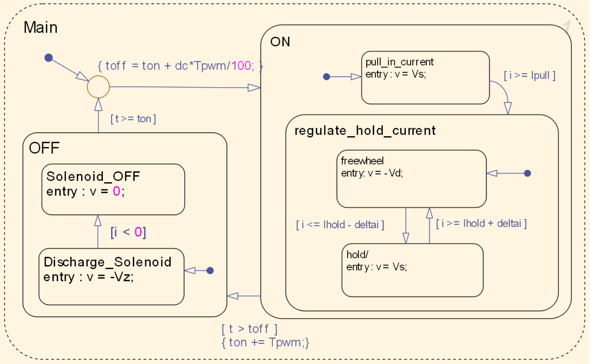 Main
1
{ toff = ton + dc*Tpwm/100; }
ON
pull_in_current
entry : v = Vs;
[ i >= Ipull ]
[ t >= ton ]
regulate_hold_current
OFF
freewheel
entry: v = -Vd;
Solenoid_OFF
entry : v = 0;
[ i <= Ihold - deltai ]
[ i >= Ihold + deltai ]
[i < 0]
hold/
entry: v = Vs;
Discharge_Solenoid
entry : v = -Vz;
[ t > toff ]
{ ton += Tpwm;}